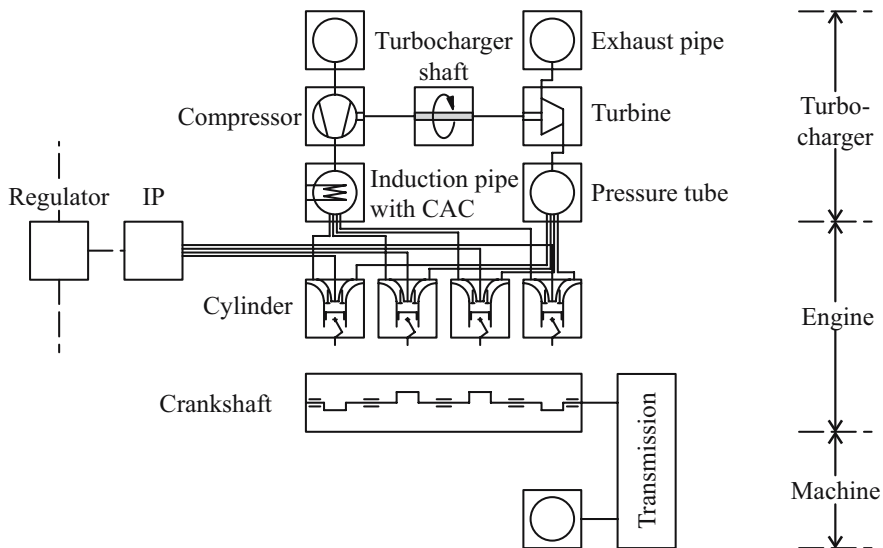 Turbocharger
shaft
Exhaust pipe
Compressor
Turbine
Turbo-
charger
Regulator
IP
Induction pipe
with CAC
Pressure tube
Cylinder
Engine
Crankshaft
Transmission
Machine